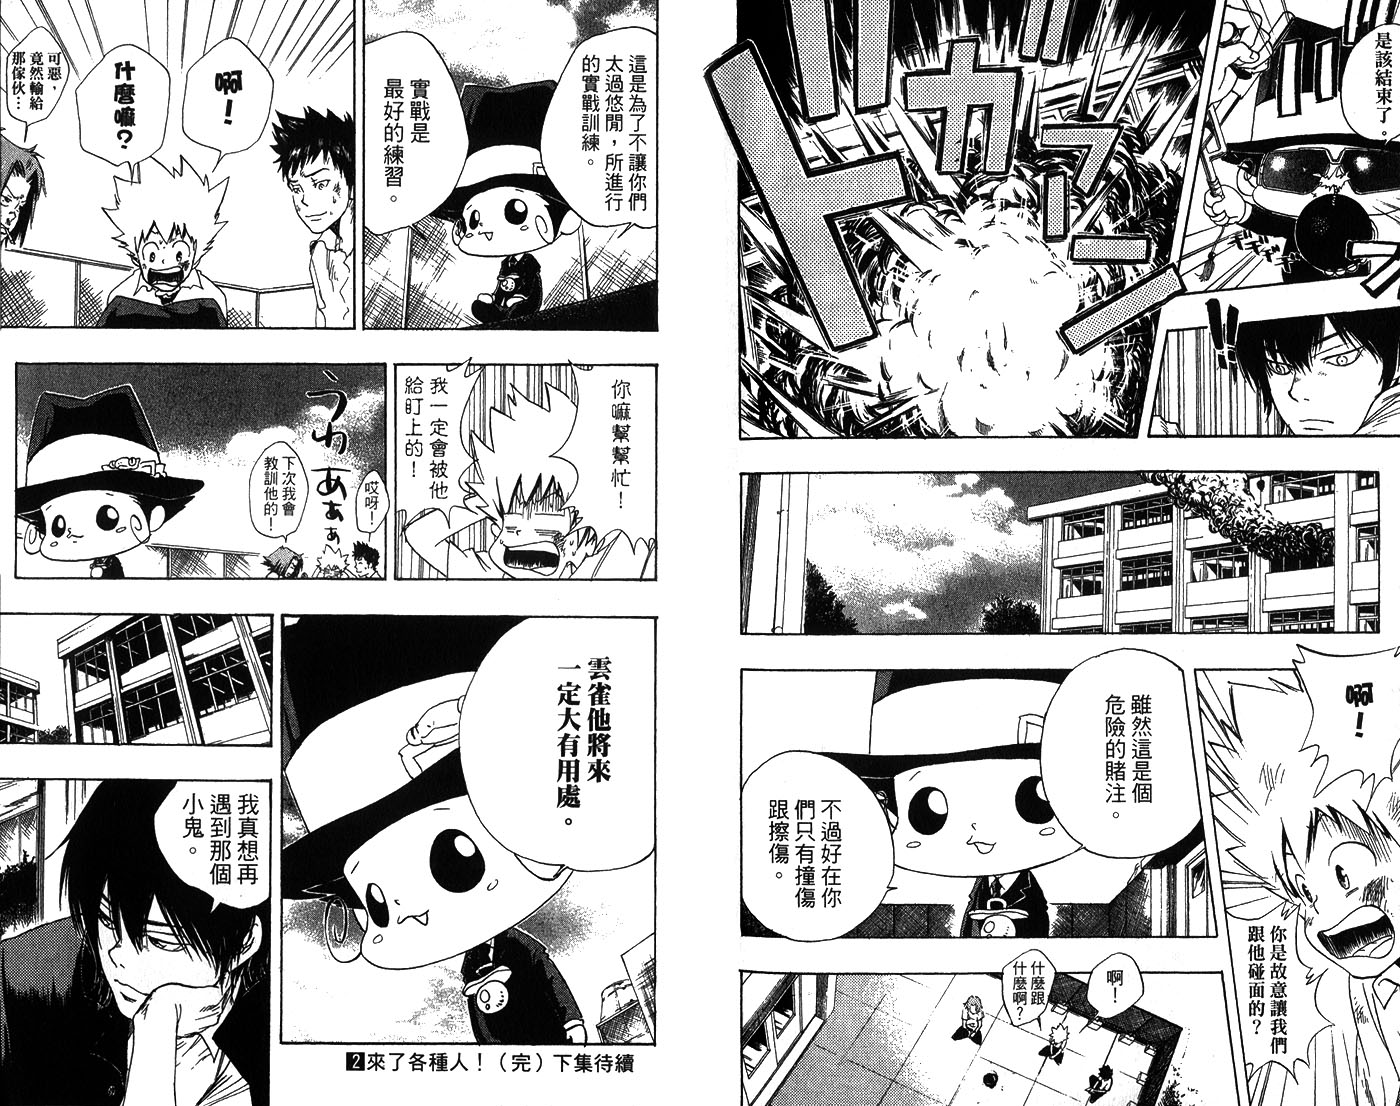 是該結束了。
ドカァァン
!!
啊！
你是故意讓我們
跟他碰面的？
雖然這是個
危險的賭注。
不過好在你
們只有撞傷
跟擦傷。
啊！
什麼跟
什麼啊？
這是為了不讓你們
太過悠閒，所進行
的實戰訓練。
實戰是
最好的練習。
啊！
什麼嘛？
可惡，
竟然輸給
那傢伙…
你嘛幫幫忙！
我一定會被他
給盯上的！
哎呀！
うわあぁぁ
下次我會
教訓他的！
雲雀他將來
一定大有用處。
我真想再
遇到那個
小鬼。
2來了各種人！（完）下集待續